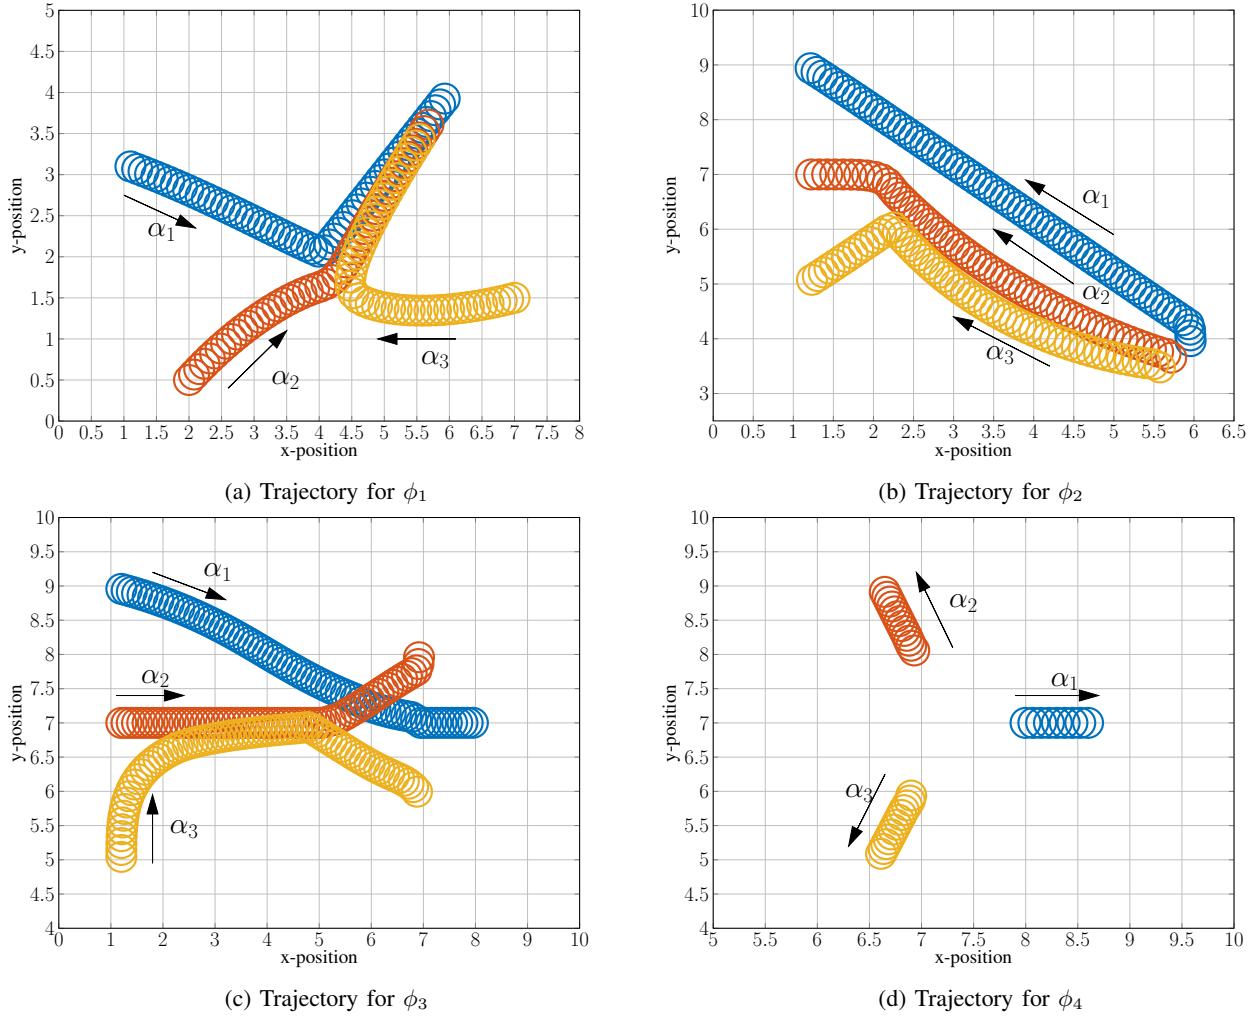 5
4.5
4
3.5
3
2.5
2
1.5
1
0.5
0
α1
α2
α3
y-position
0 0.5 1 1.5 2 2.5 3 3.5 4 4.5 5 5.5 6 6.5 7 7.5 8
x-position
(a) Trajectory for ϕ1
10
9
8
7
6
5
4
3
α1
α2
α3
y-position
0 0.5 1 1.5 2 2.5 3 3.5 4 4.5 5 5.5 6 6.5
x-position
(b) Trajectory for ϕ2
10
9.5
9
8.5
8
7.5
7
6.5
6
5.5
5
4.5
4
α1
α2
α3
y-position
0 1 2 3 4 5 6 7 8 9 10
x-position
(c) Trajectory for ϕ3
10
9.5
9
8.5
8
7.5
7
6.5
6
5.5
5
4.5
4
α2
α1
α3
y-position
5 5.5 6 6.5 7 7.5 8 8.5 9 9.5 10
x-position
(d) Trajectory for ϕ4